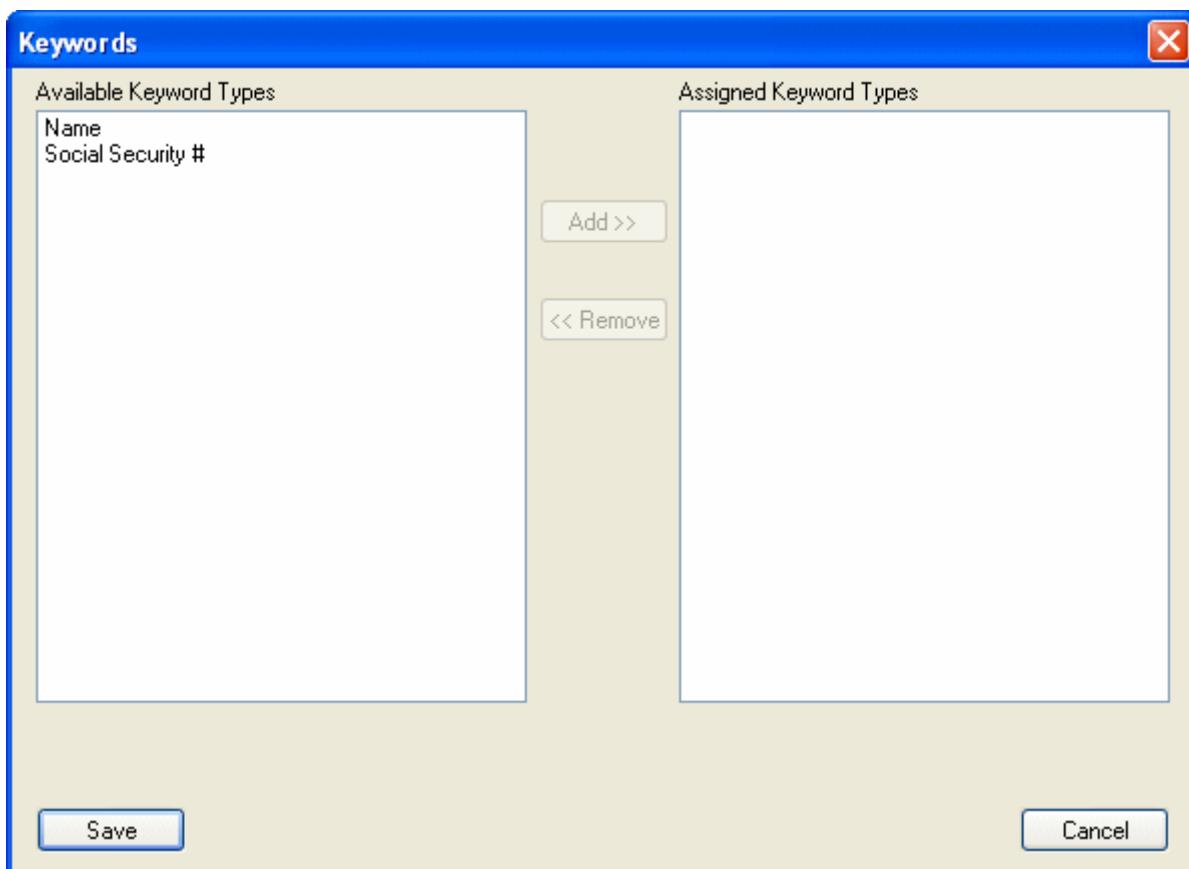 Keywords
Available Keyword Types
Assigned Keyword Types
Name
Social Security #
Add >>
<< Remove
Save
Cancel